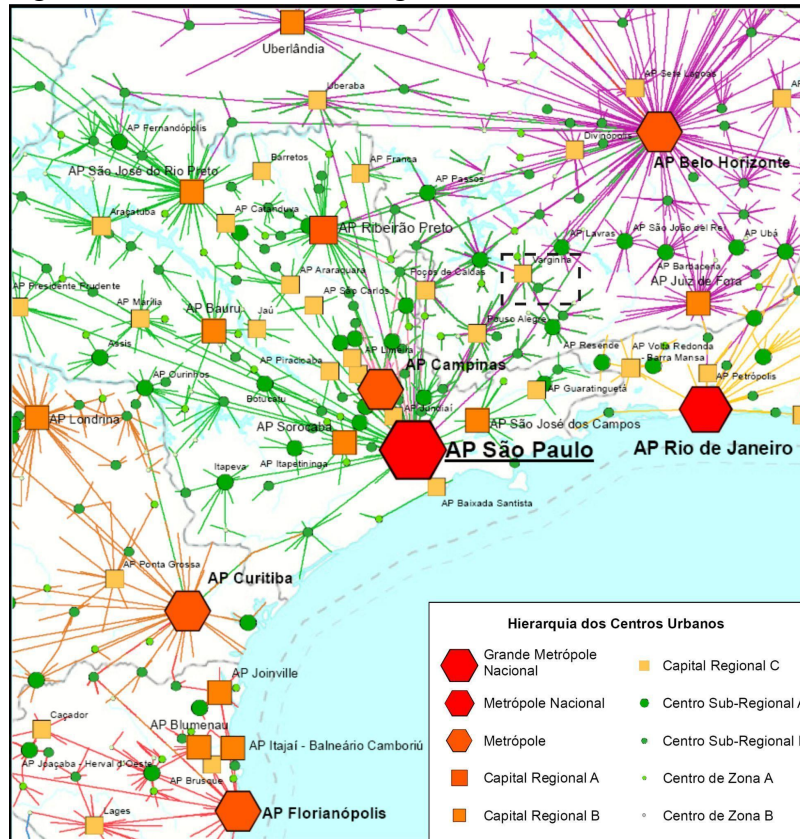 Uberlândia
Uberaba
AP Sete Lagoas
AP Fernandópolis
Divinópolis
AP Belo Horizonte
Barretos
AP Franca
AP São José do Rio Preto
AP Passos
Araçatuba
AP Catanduva
AP Ribeirão Preto
AP Lavras
AP São João del Rei
AP Ubá
Varginha
AP Barbacena
Poços de Caldas
AP Juiz de Fora
AP Presidente Prudente
AP Araraquara
AP Marília
AP São Carlos
AP Bauru
Jaú
Pouso Alegre
AP Resende
AP Volta Redonda
- Barra Mansa
Assis
AP Limeira
AP Piracicaba
AP Campinas
AP Petrópolis
AP Ourinhos
AP Guaratinguetá
Botucatu
AP Londrina
AP Jundiaí
AP Sorocaba
AP São José dos Campos
AP São Paulo
AP Rio de Janeiro
AP Itapetininga
Itapeva
AP Baixada Santista
AP Ponta Grossa
AP Curitiba
AP Joinville
Caçador
AP Blumenau
AP Itajaí - Balneário Camboriú
AP Joaçaba - Herval d'Oeste
AP Brusque
Lages
AP Florianópolis
Hierarquia dos Centros Urbanos
Grande Metrópole
Nacional
Metrópole Nacional
Metrópole
Capital Regional A
Capital Regional B
Capital Regional C
Centro Sub-Regional
Centro Sub-Regional
Centro de Zona A
Centro de Zona B